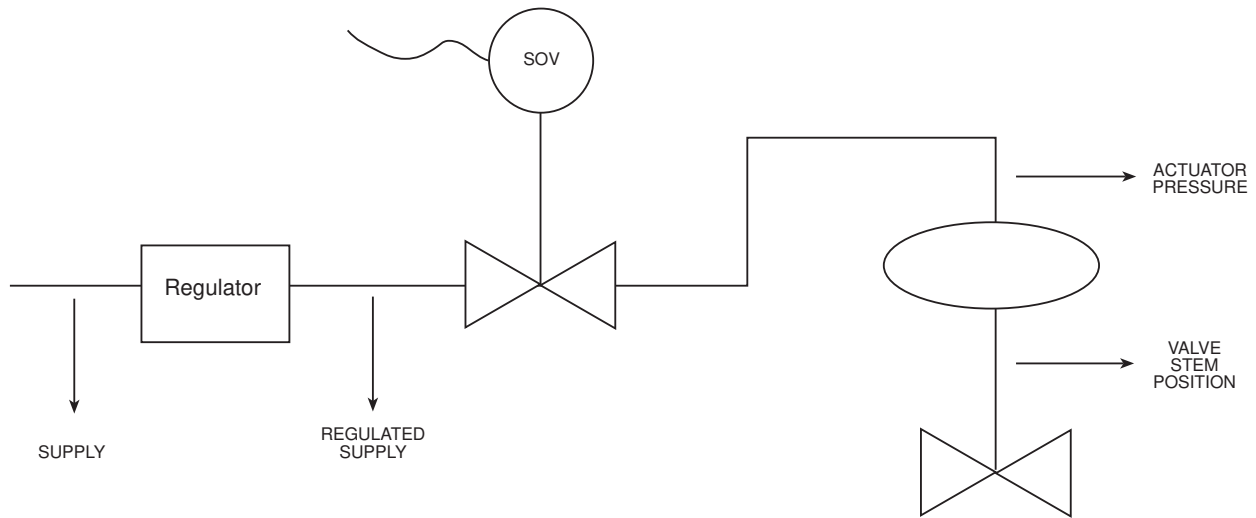 SOV
ACTUATOR
PRESSURE
Regulator
VALVE
STEM
POSITION
REGULATED
SUPPLY
SUPPLY